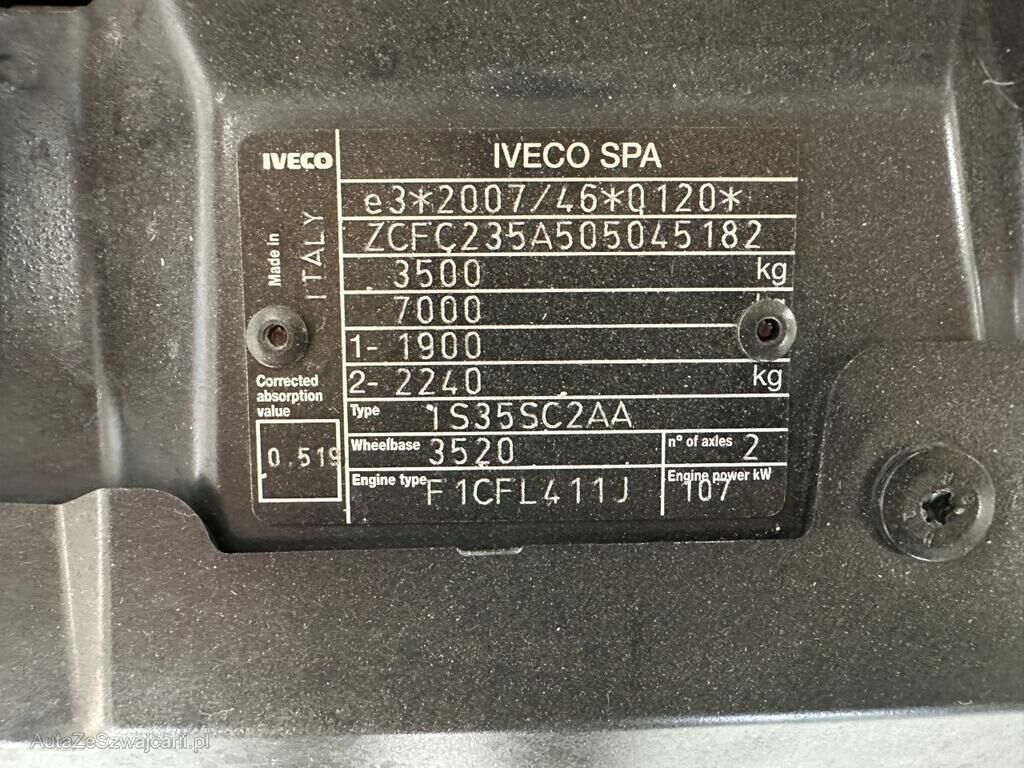 IVECO
IVECO SPA
e3*2007/46*0120*
ZCFC235A505045182
Made in
ITALY
3500 kg
7000
1- 1900
2- 2240 kg
Corrected
absorption
value
0.519
Type 1S35SC2AA
Wheelbase 3520
n° of axles 2
Engine type F1CFL411J
Engine power kW
107
AutaZeSzwajcarii.pl